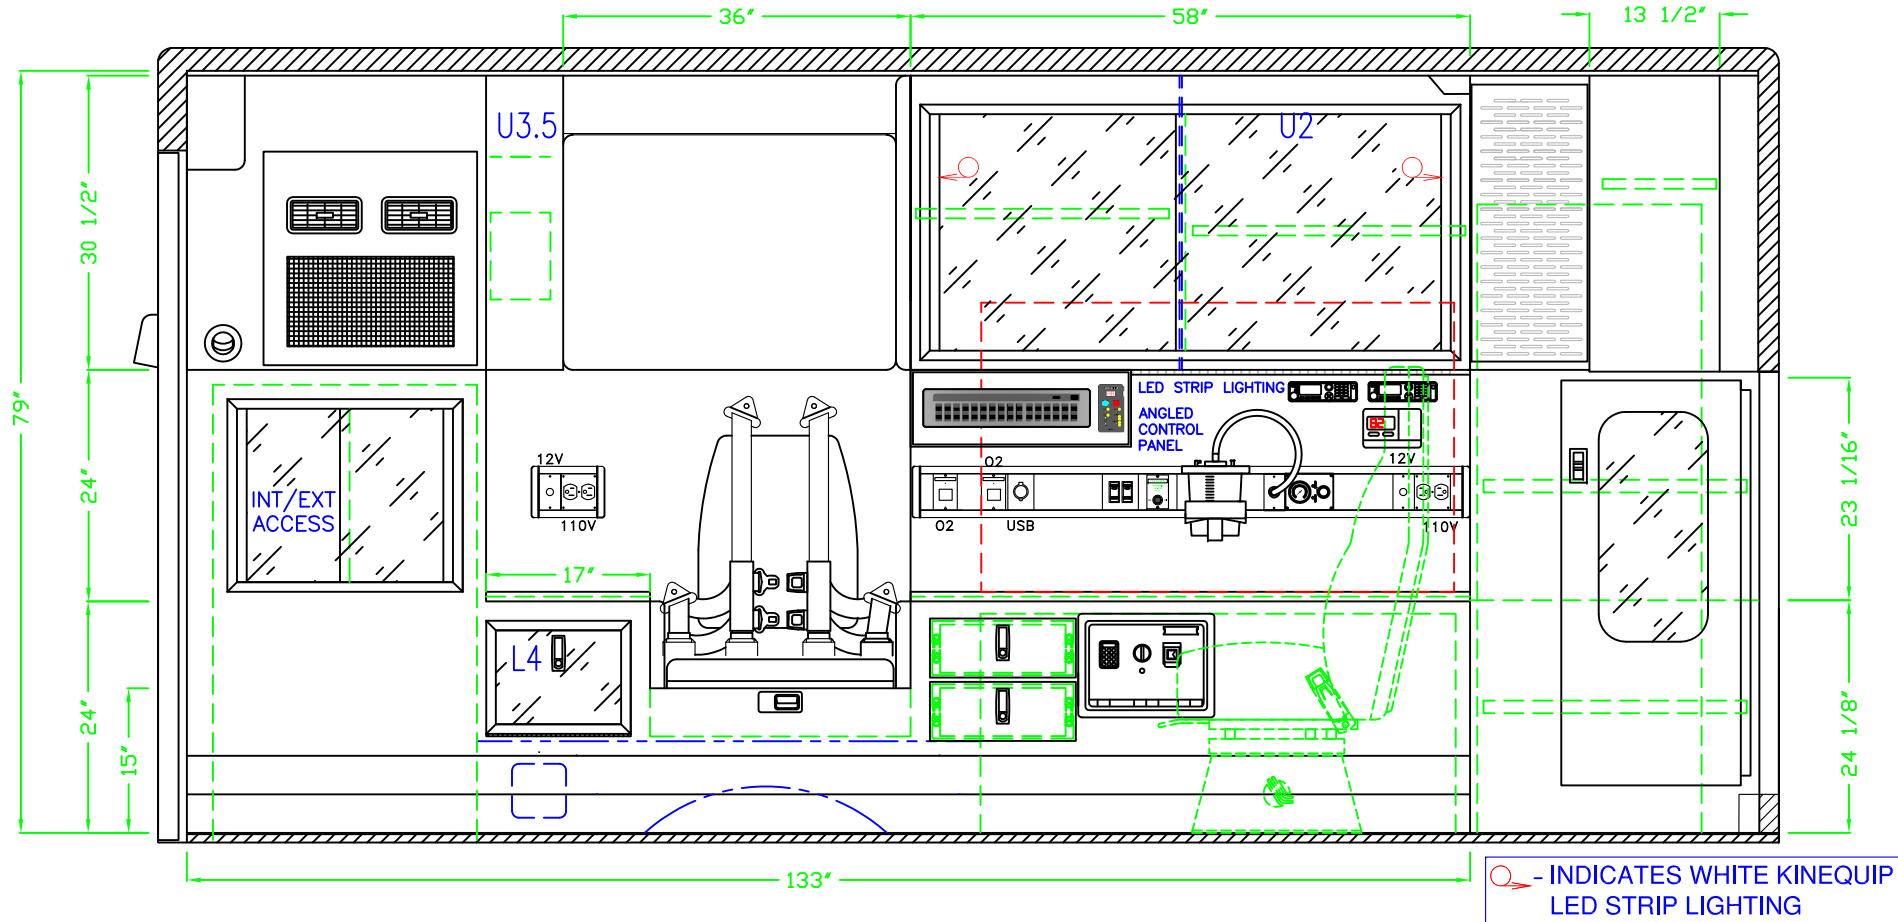 36"
58"
13 1/2"
U3.5
U2
30 1/2"
79"
LED STRIP LIGHTING
ANGLED
CONTROL
PANEL
12V
O2
12V
24"
INT/EXT
ACCESS
110V
O2
USB
110V
23 1/16"
17"
L4
24"
15"
24 1/8"
133"
- INDICATES WHITE KINEQUIP
LED STRIP LIGHTING